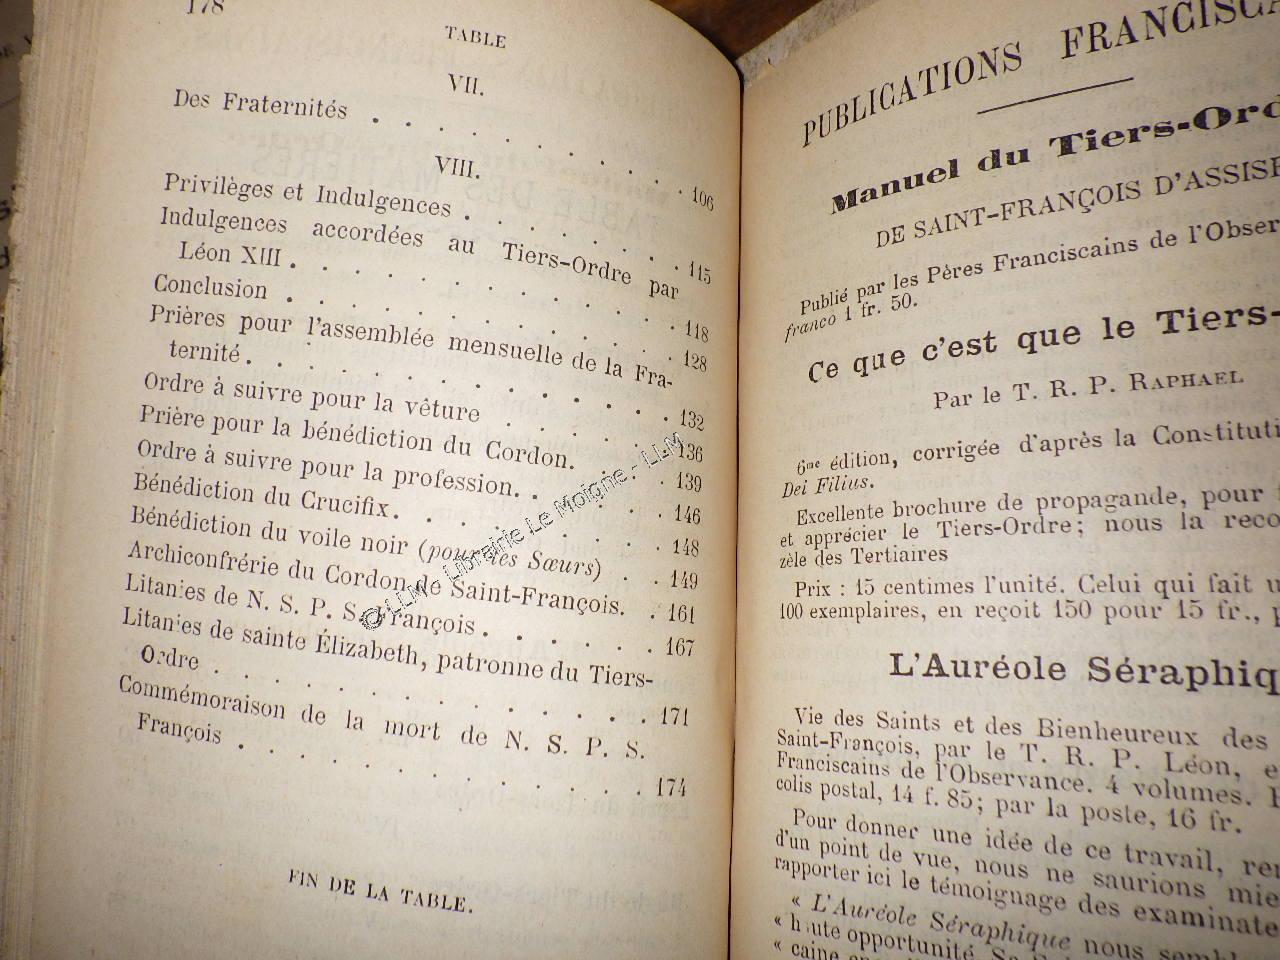 178
TABLE
VII.
Des Fraternités . . . . . . . . . . 106
VIII.
Privilèges et Indulgences . . . . . . . 115
Indulgences accordées au Tiers-Ordre par
Léon XIII . . . . . . . . . . . 118
Conclusion . . . . . . . . . . . 128
Prières pour l'assemblée mensuelle de la Fra-
ternité. . . . . . . . . . . . 132
Ordre à suivre pour la vêture . . . . . . 136
Prière pour la bénédiction du Cordon. . . . 139
Ordre à suivre pour la profession. . . . . 146
Bénédiction du Crucifix. . . . . . . . 148
Bénédiction du voile noir (pour les Sœurs) . . 149
Archiconfrérie du Cordon de Saint-François. . 161
Litanies de N. S. P. S. François . . . . . . 167
Litanies de sainte Élizabeth, patronne du Tiers-
Ordre . . . . . . . . . . . . 171
Commémoraison de la mort de N. S. P. S.
François . . . . . . . . . . . 174
FIN DE LA TABLE.
© LLM - Librairie Le Moigne - LLM
PUBLICATIONS
Manuel du
DE SAINT-FRANÇOIS D'ASSISE
Publié par les Pères Franciscains de l'Obser
franco 1 fr. 50.
Ce que c'est que le Tiers-
Par le T. R. P. RAPHAEL
6me édition, corrigée d'après la Constituti
Dei Filius.
Excellente brochure de propagande, pour
et apprécier le Tiers-Ordre; nous la reco
zèle des Tertiaires
Prix : 15 centimes l'unité. Celui qui fait u
100 exemplaires, en reçoit 150 pour 15 fr.,
L'Auréole Séraphiq
Vie des Saints et des Bienheureux des
Saint-François, par le T. R. P. Léon, e
Franciscains de l'Observance. 4 volumes.
colis postal, 14 f. 85; par la poste, 16 fr.
Pour donner une idée de ce travail, ren
d'un point de vue, nous ne saurions mie
rapporter ici le témoignage des examinate
« L'Auréole Séraphique nous sembl
« haute opportunité.
« caine